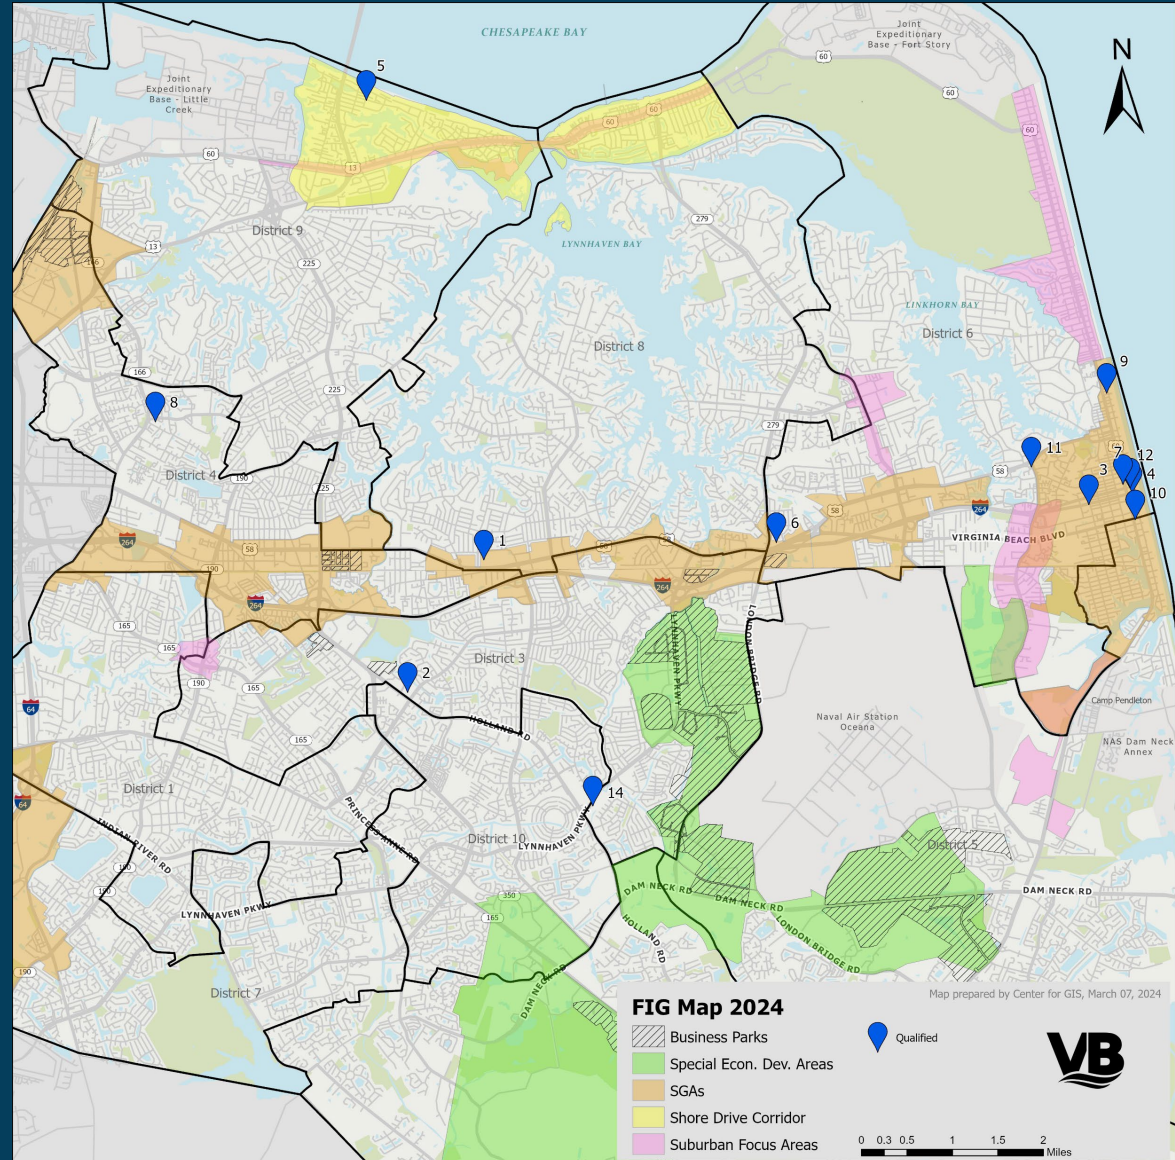 CHESAPEAKE BAY
Joint
Expeditionary
Base - Fort Story
N
5
Joint
Expeditionary
Base - Little
Creek
60
60
60
60
60
60
13
279
District 9
13
LYNNHAVEN BAY
225
166
LINKHORN BAY
District 6
District 8
9
166
225
8
279
60
11
7
12
58
3
4
District 4
190
225
10
264
58
6
58
264
1
58
58
VIRGINIA BEACH BLVD
190
264
264
165
LYNNHAVEN PKWY
LONDON BRIDGE RD
165
District 3
2
190
165
Camp Pendleton
64
Naval Air Station
Oceana
HOLLAND RD
165
NAS Dam Neck
Annex
District 1
14
64
PRINCESS ANNE RD
INDIAN RIVER RD
District 10
LYNNHAVEN PKWY
District 5
190
190
DAM NECK RD
DAM NECK RD
DAM NECK RD
350
LYNNHAVEN PKWY
165
HOLLAND RD
LONDON BRIDGE RD
190
DAM NECK RD
District 7
Map prepared by Center for GIS, March 07, 2024
FIG Map 2024
Business Parks
Qualified
Special Econ. Dev. Areas
SGAs
Shore Drive Corridor
Suburban Focus Areas
VB
0 0.3 0.5 1 1.5 2
Miles